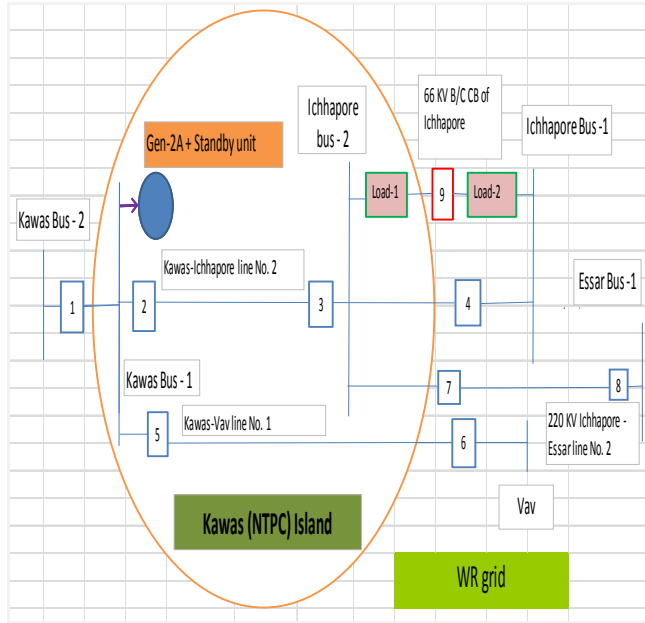 66 KV B/C CB of
Ichhapore
Ichhapore
bus - 2
Ichhapore Bus -1
Gen-2A + Standby unit
Load-1
9
Load-2
Kawas Bus - 2
Kawas-Ichhapore line No. 2
Essar Bus -1
1
2
3
4
Kawas Bus - 1
7
8
Kawas-Vav line No. 1
5
6
220 KV Ichhapore -
Essar line No. 2
Vav
Kawas (NTPC) Island
WR grid